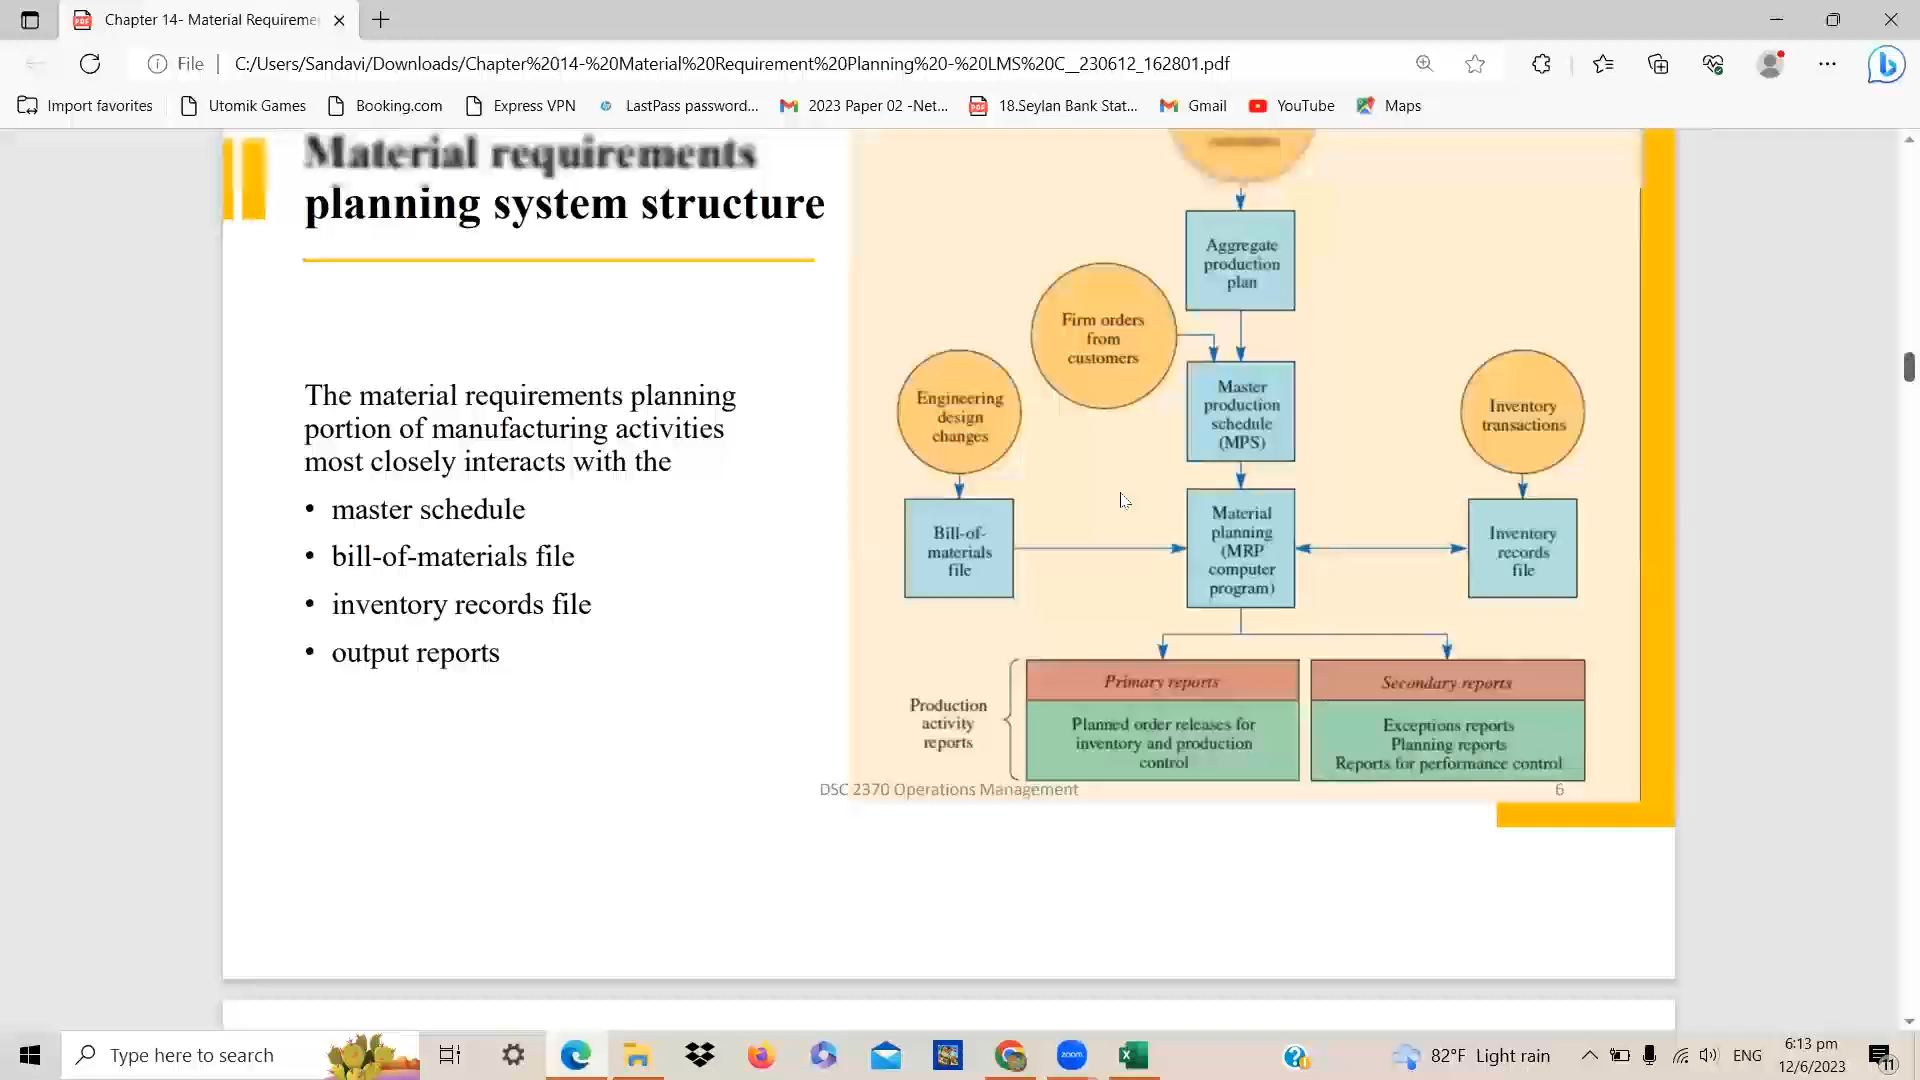 Chapter 14- Material Requireme
File
C:/Users/Sandavi/Downloads/Chapter%2014-%20Material%20Requirement%20Planning%20-%20LMS%20C__230612_162801.pdf
Import favorites
Utomik Games
Booking.com
Express VPN
LastPass password...
2023 Paper 02 -Net...
18.Seylan Bank Stat...
Gmail
YouTube
Maps
Material requirements
planning system structure
The material requirements planning
portion of manufacturing activities
most closely interacts with the
• master schedule
• bill-of-materials file
• inventory records file
• output reports
Aggregate
production
plan
Firm orders
from
customers
Engineering
design
changes
Master
production
schedule
(MPS)
Inventory
transactions
Bill-of-
materials
file
Material
planning
(MRP
computer
program)
Inventory
records
file
Production
activity
reports
Primary reports
Planned order releases for
inventory and production
control
Secondary reports
Exceptions reports
Planning reports
Reports for performance control
DSC 2370 Operations Management
6
Type here to search
zoom
82°F Light rain
ENG
6:13 pm
12/6/2023
11